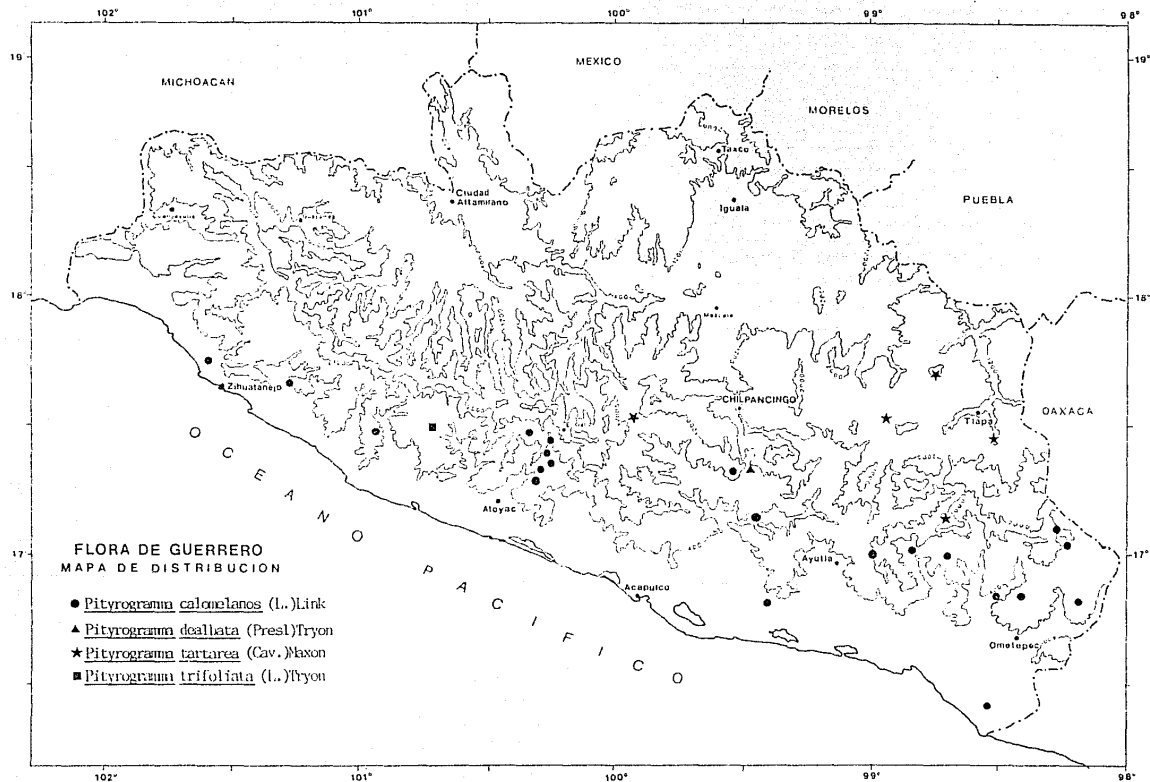 102° 101° 100° 99° 98°
19° 19°
MICHOACAN
MEXICO
MORELOS
PUEBLA
Taxco
Ciudad
Altamirano
Iguala
18° 18°
Zihuatanejo
CHILPANCINGO
Tlapa
OAXACA
Atoyac
17° 17°
Ayutla
Acapulco
Ometepec
OCEANO PACIFICO
FLORA DE GUERRERO
MAPA DE DISTRIBUCION
Pityrogramma calomelanos (L.)Link
Pityrogramma dealbata (Presl)Tryon
Pityrogramma tartarea (Cav.)Maxon
Pityrogramma trifoliata (L.)Tryon
102° 101° 100° 99° 98°